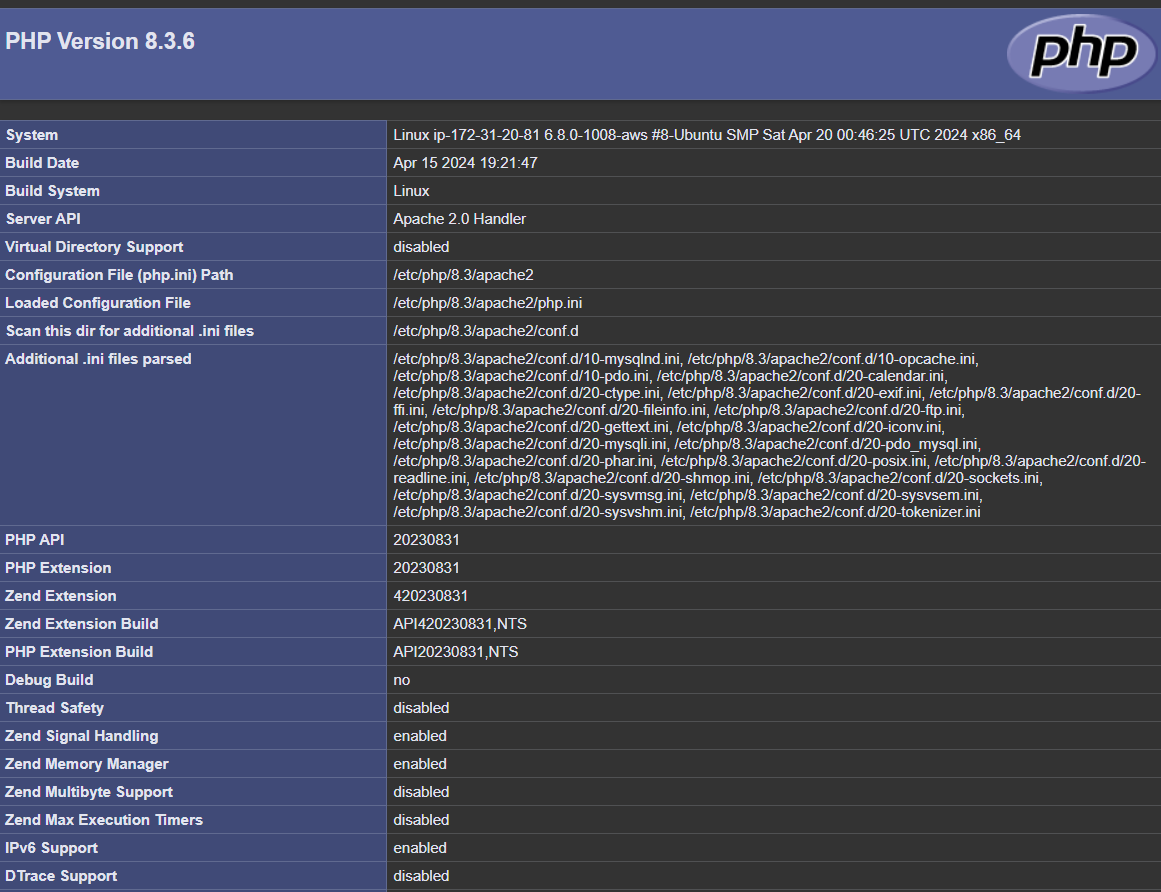 PHP Version 8.3.6
php
System Linux ip-172-31-20-81 6.8.0-1008-aws #8-Ubuntu SMP Sat Apr 20 00:46:25 UTC 2024 x86_64
Build Date Apr 15 2024 19:21:47
Build System Linux
Server API Apache 2.0 Handler
Virtual Directory Support disabled
Configuration File (php.ini) Path /etc/php/8.3/apache2
Loaded Configuration File /etc/php/8.3/apache2/php.ini
Scan this dir for additional .ini files /etc/php/8.3/apache2/conf.d
Additional .ini files parsed /etc/php/8.3/apache2/conf.d/10-mysqlnd.ini, /etc/php/8.3/apache2/conf.d/10-opcache.ini,
/etc/php/8.3/apache2/conf.d/10-pdo.ini, /etc/php/8.3/apache2/conf.d/20-calendar.ini,
/etc/php/8.3/apache2/conf.d/20-ctype.ini, /etc/php/8.3/apache2/conf.d/20-exif.ini, /etc/php/8.3/apache2/conf.d/20-
ffi.ini, /etc/php/8.3/apache2/conf.d/20-fileinfo.ini, /etc/php/8.3/apache2/conf.d/20-ftp.ini,
/etc/php/8.3/apache2/conf.d/20-gettext.ini, /etc/php/8.3/apache2/conf.d/20-iconv.ini,
/etc/php/8.3/apache2/conf.d/20-mysqli.ini, /etc/php/8.3/apache2/conf.d/20-pdo_mysql.ini,
/etc/php/8.3/apache2/conf.d/20-phar.ini, /etc/php/8.3/apache2/conf.d/20-posix.ini, /etc/php/8.3/apache2/conf.d/20-
readline.ini, /etc/php/8.3/apache2/conf.d/20-shmop.ini, /etc/php/8.3/apache2/conf.d/20-sockets.ini,
/etc/php/8.3/apache2/conf.d/20-sysvmsg.ini, /etc/php/8.3/apache2/conf.d/20-sysvsem.ini,
/etc/php/8.3/apache2/conf.d/20-sysvshm.ini, /etc/php/8.3/apache2/conf.d/20-tokenizer.ini
PHP API 20230831
PHP Extension 20230831
Zend Extension 420230831
Zend Extension Build API420230831,NTS
PHP Extension Build API20230831,NTS
Debug Build no
Thread Safety disabled
Zend Signal Handling enabled
Zend Memory Manager enabled
Zend Multibyte Support disabled
Zend Max Execution Timers disabled
IPv6 Support enabled
DTrace Support disabled